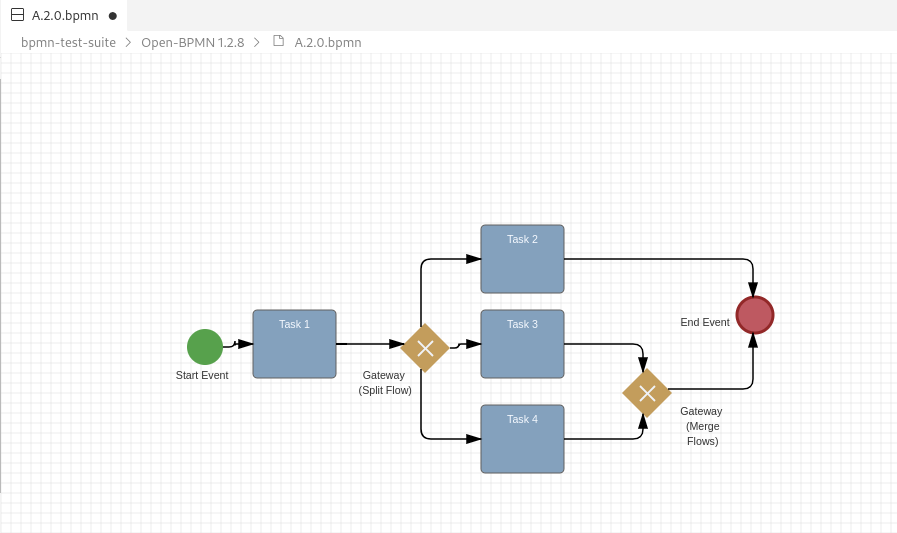 A.2.0.bpmn
bpmn-test-suite > Open-BPMN 1.2.8 > A.2.0.bpmn
Task 2
Task 1
Task 3
End Event
Start Event
Gateway
(Split Flow)
Task 4
Gateway
(Merge
Flows)